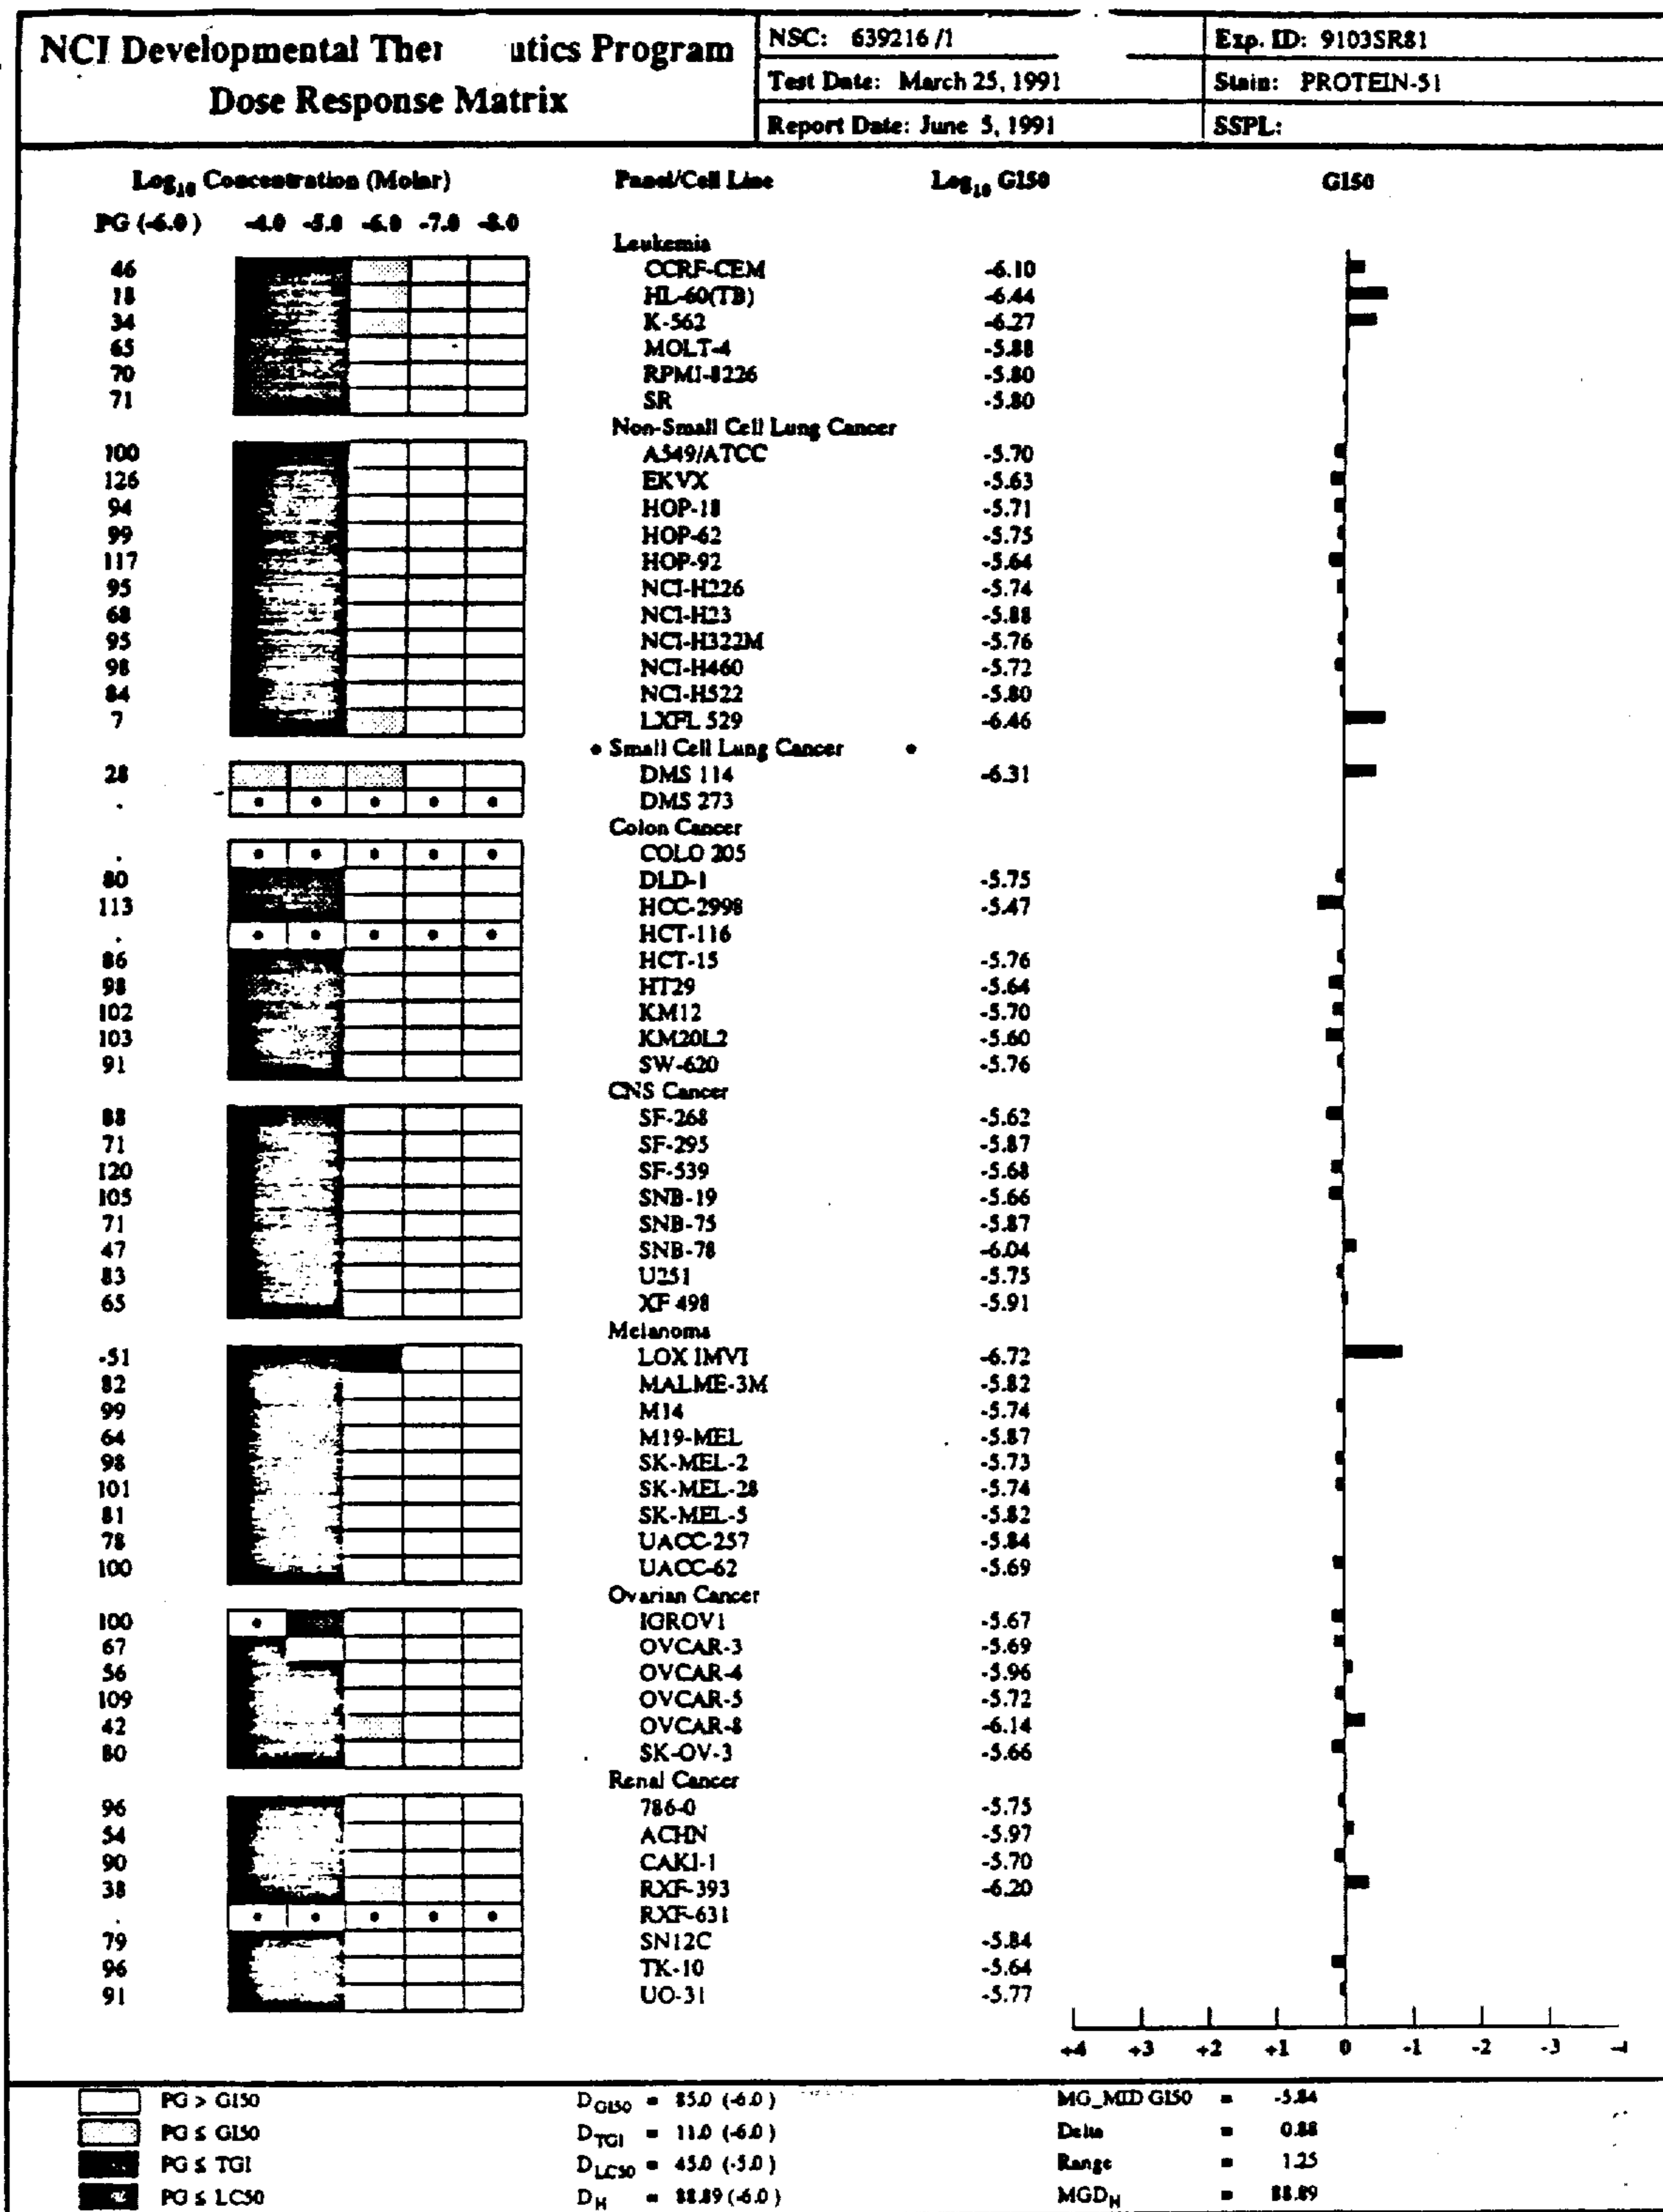 NCI Developmental Ther utics Program
Dose Response Matrix
NSC: 639216 /1
Exp. ID: 9103SR81
Test Date: March 25, 1991
Stain: PROTEIN-51
Report Date: June 5, 1991
SSPL:
Log10 Concentration (Molar) Panel/Cell Line Log10 GI50 GI50
PG (-6.0) -4.0 -5.0 -6.0 -7.0 -8.0
Leukemia
46 CCRF-CEM -6.10
18 HL-60(TB) -6.44
34 K-562 -6.27
65 MOLT-4 -5.88
70 RPMI-8226 -5.80
71 SR -5.80
Non-Small Cell Lung Cancer
100 A549/ATCC -5.70
126 EKVX -5.63
94 HOP-18 -5.71
99 HOP-62 -5.75
117 HOP-92 -5.64
95 NCI-H226 -5.74
68 NCI-H23 -5.88
95 NCI-H322M -5.76
98 NCI-H460 -5.72
84 NCI-H522 -5.80
7 LXFL 529 -6.46
• Small Cell Lung Cancer •
28 DMS 114 -6.31
. • • • • • DMS 273
Colon Cancer
. • • • • • COLO 205
80 DLD-1 -5.75
113 HCC-2998 -5.47
. • • • • • HCT-116
86 HCT-15 -5.76
98 HT29 -5.64
102 KM12 -5.70
103 KM20L2 -5.60
91 SW-620 -5.76
CNS Cancer
88 SF-268 -5.62
71 SF-295 -5.87
120 SF-539 -5.68
105 SNB-19 -5.66
71 SNB-75 -5.87
47 SNB-78 -6.04
83 U251 -5.75
65 XF 498 -5.91
Melanoma
-51 LOX IMVI -6.72
82 MALME-3M -5.82
99 M14 -5.74
64 M19-MEL -5.87
98 SK-MEL-2 -5.73
101 SK-MEL-28 -5.74
81 SK-MEL-5 -5.82
78 UACC-257 -5.84
100 UACC-62 -5.69
Ovarian Cancer
100 • IGROV1 -5.67
67 OVCAR-3 -5.69
56 OVCAR-4 -5.96
109 OVCAR-5 -5.72
42 OVCAR-8 -6.14
80 SK-OV-3 -5.66
Renal Cancer
96 786-0 -5.75
54 ACHN -5.97
90 CAKI-1 -5.70
38 RXF-393 -6.20
. • • • • • RXF-631
79 SN12C -5.84
96 TK-10 -5.64
91 UO-31 -5.77
+4 +3 +2 +1 0 -1 -2 -3 -4
PG > GI50 D GI50 = 85.0 (-6.0) MG_MID GI50 = -5.84
PG ≤ GI50 D TGI = 11.0 (-6.0) Delta = 0.88
PG ≤ TGI D LC50 = 45.0 (-5.0) Range = 1.25
PG ≤ LC50 D H = 88.89 (-6.0) MGD H = 88.89